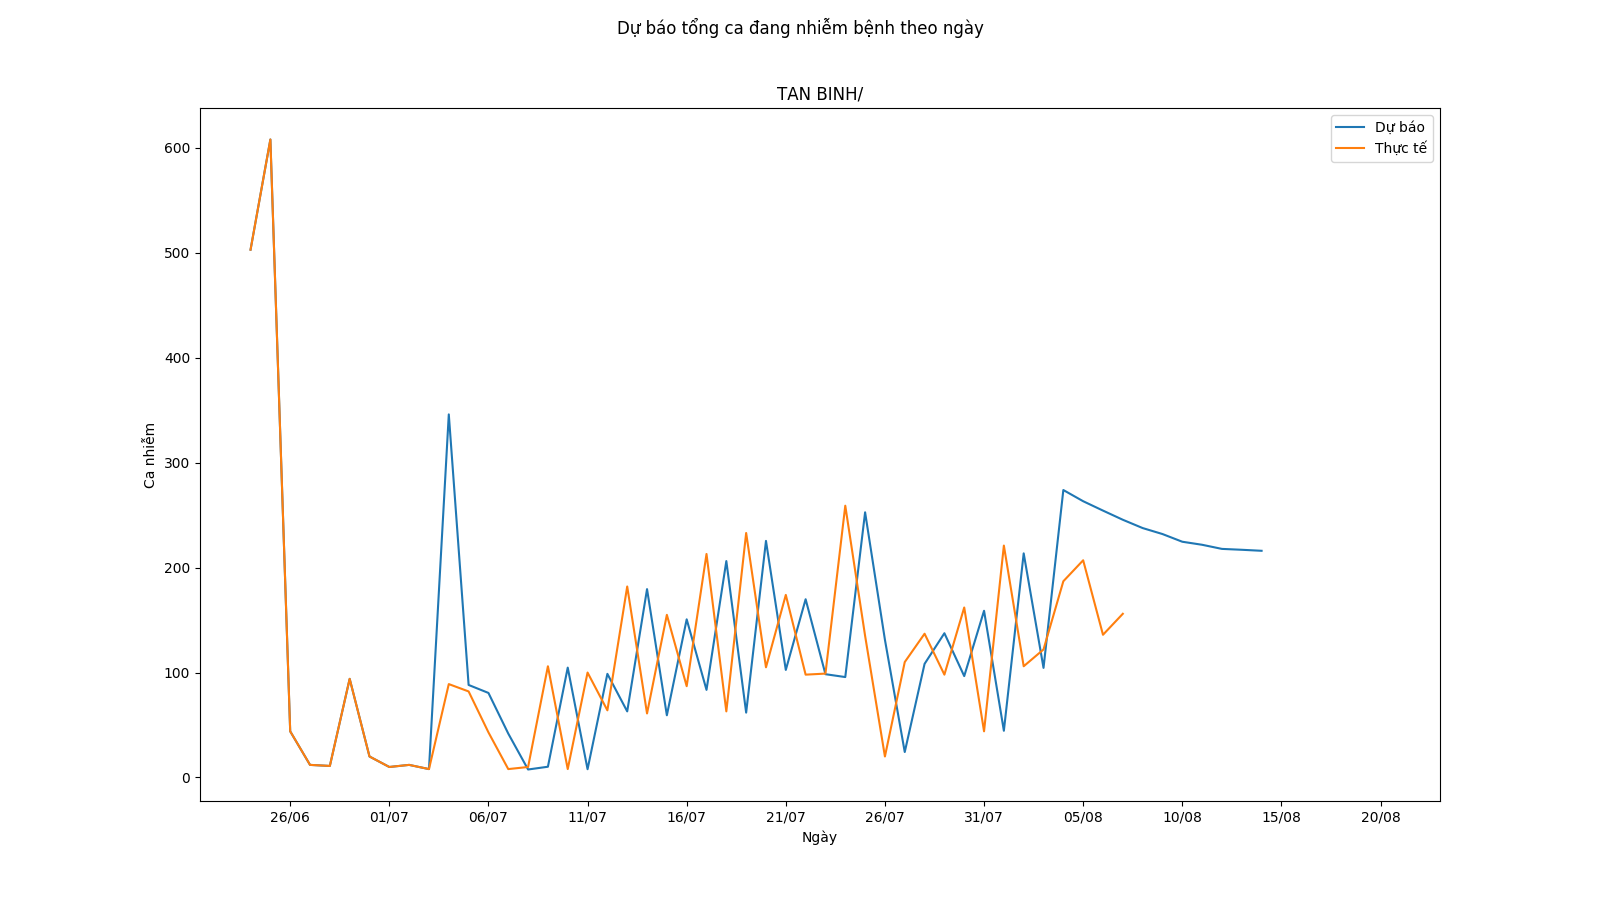 Dự báo tổng ca đang nhiễm bệnh theo ngày
TAN BINH/
Dự báo
Thực tế
600
500
400
300
200
100
0
Ca nhiễm
26/06 01/07 06/07 11/07 16/07 21/07 26/07 31/07 05/08 10/08 15/08 20/08
Ngày